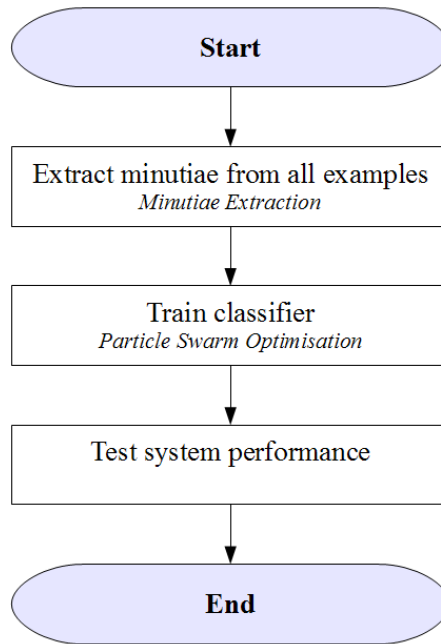 Start
Extract minutiae from all examples
Minutiae Extraction
Train classifier
Particle Swarm Optimisation
Test system performance
End